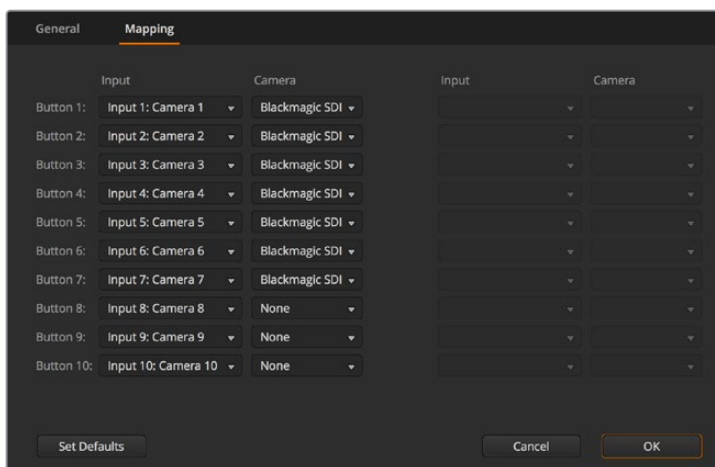 General Mapping
Input Camera Input Camera
Button 1: Input 1: Camera 1 Blackmagic SDI
Button 2: Input 2: Camera 2 Blackmagic SDI
Button 3: Input 3: Camera 3 Blackmagic SDI
Button 4: Input 4: Camera 4 Blackmagic SDI
Button 5: Input 5: Camera 5 Blackmagic SDI
Button 6: Input 6: Camera 6 Blackmagic SDI
Button 7: Input 7: Camera 7 Blackmagic SDI
Button 8: Input 8: Camera 8 None
Button 9: Input 9: Camera 9 None
Button 10: Input 10: Camera 10 None
Set Defaults Cancel OK